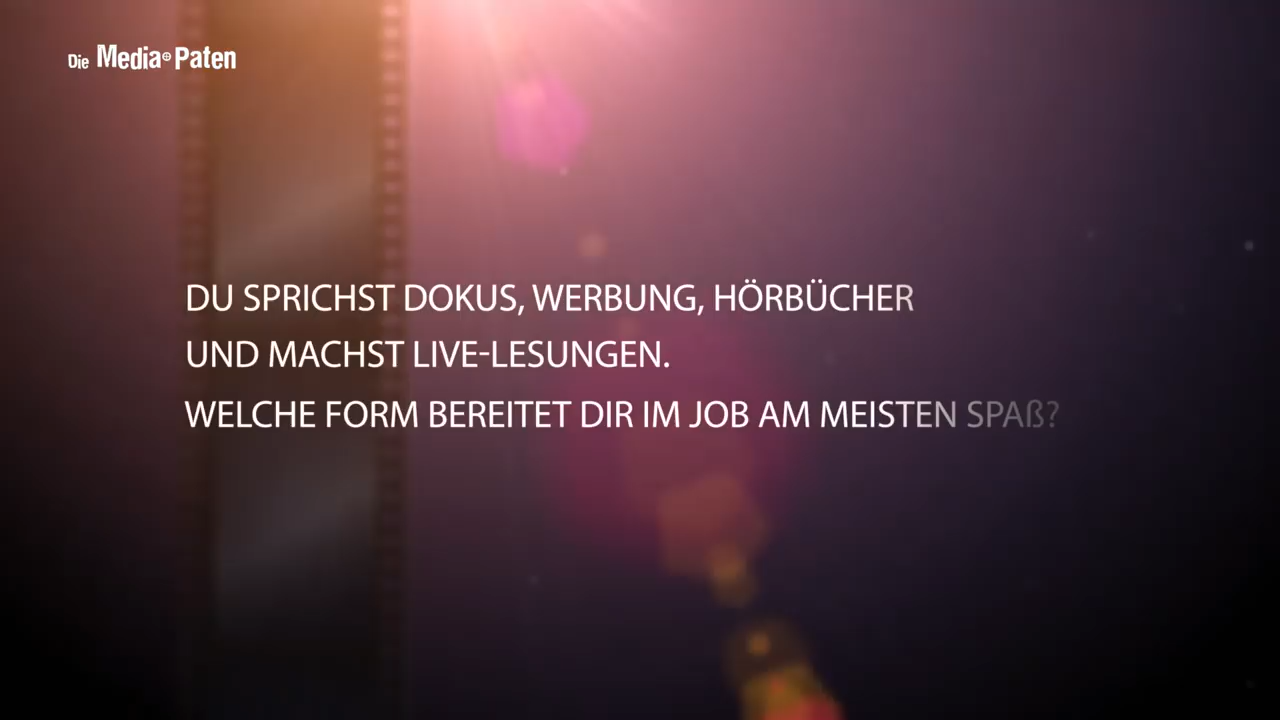 Die Media Paten
DU SPRICHST DOKUS, WERBUNG, HÖRBÜCHER
UND MACHST LIVE-LESUNGEN.
WELCHE FORM BEREITET DIR IM JOB AM MEISTEN SPAß?